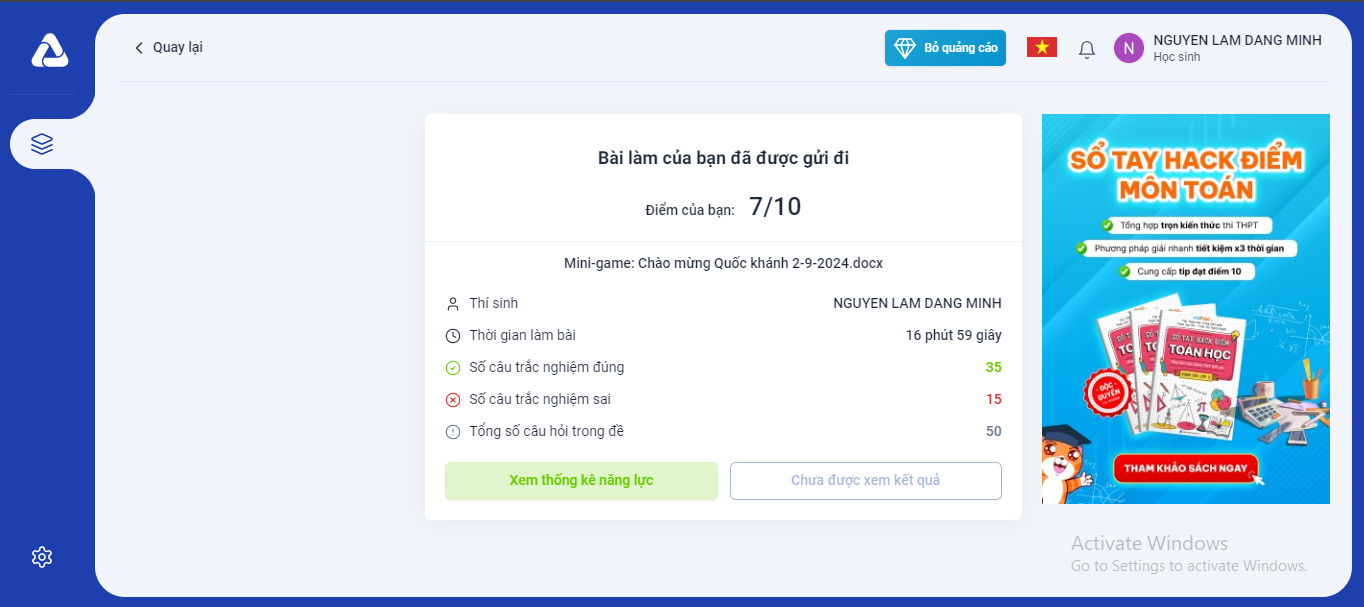 Quay lại
Bỏ quảng cáo
N
NGUYEN LAM DANG MINH
Học sinh
Bài làm của bạn đã được gửi đi
Điểm của bạn: 7/10
Mini-game: Chào mừng Quốc khánh 2-9-2024.docx
Thí sinh NGUYEN LAM DANG MINH
Thời gian làm bài 16 phút 59 giây
Số câu trắc nghiệm đúng 35
Số câu trắc nghiệm sai 15
Tổng số câu hỏi trong đề 50
Xem thống kê năng lực
Chưa được xem kết quả
SỔ TAY HACK ĐIỂM
MÔN TOÁN
Tổng hợp trọn kiến thức thi THPT
Phương pháp giải nhanh tiết kiệm x3 thời gian
Cung cấp tip đạt điểm 10
SỔ TAY HACK ĐIỂM
TOÁN HỌC
ĐỘC
QUYỀN
THAM KHẢO SÁCH NGAY
Activate Windows
Go to Settings to activate Windows.